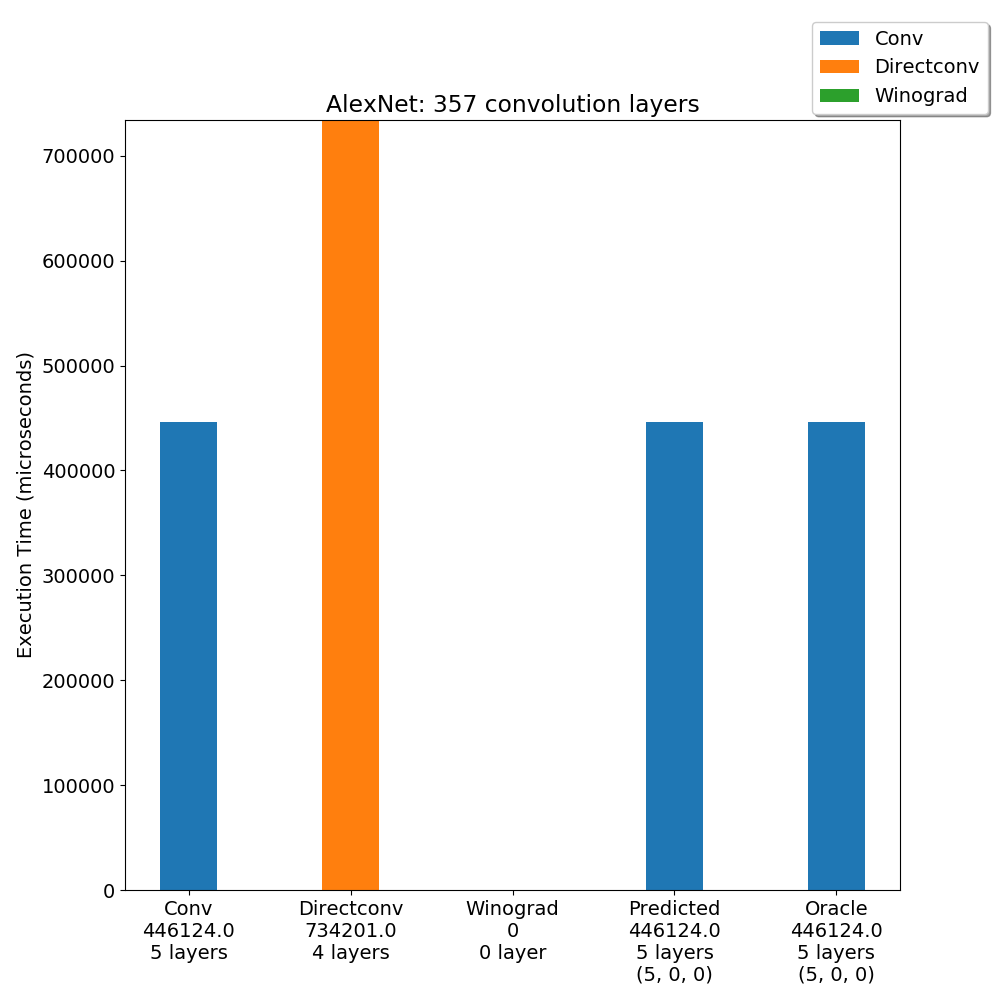 Conv
Directconv
Winograd
AlexNet: 357 convolution layers
Execution Time (microseconds)
700000
600000
500000
400000
300000
200000
100000
0
Conv
446124.0
5 layers
Directconv
734201.0
4 layers
Winograd
0
0 layer
Predicted
446124.0
5 layers
(5, 0, 0)
Oracle
446124.0
5 layers
(5, 0, 0)